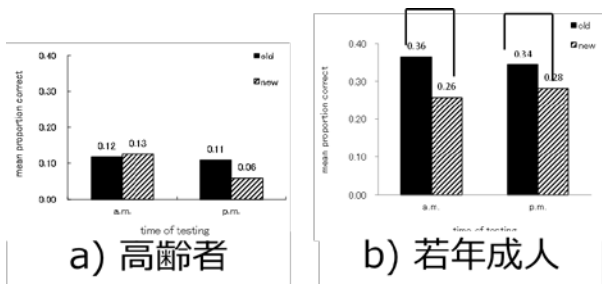 old
new
mean proportion correct
0.40
0.30
0.20
0.10
0.00
0.12
0.13
0.11
0.06
a.m.
p.m.
time of testing
a) 高齢者
old
new
mean proportion correct
0.40
0.30
0.20
0.10
0.00
0.36
0.26
0.34
0.28
a.m.
p.m.
time of testing
b) 若年成人